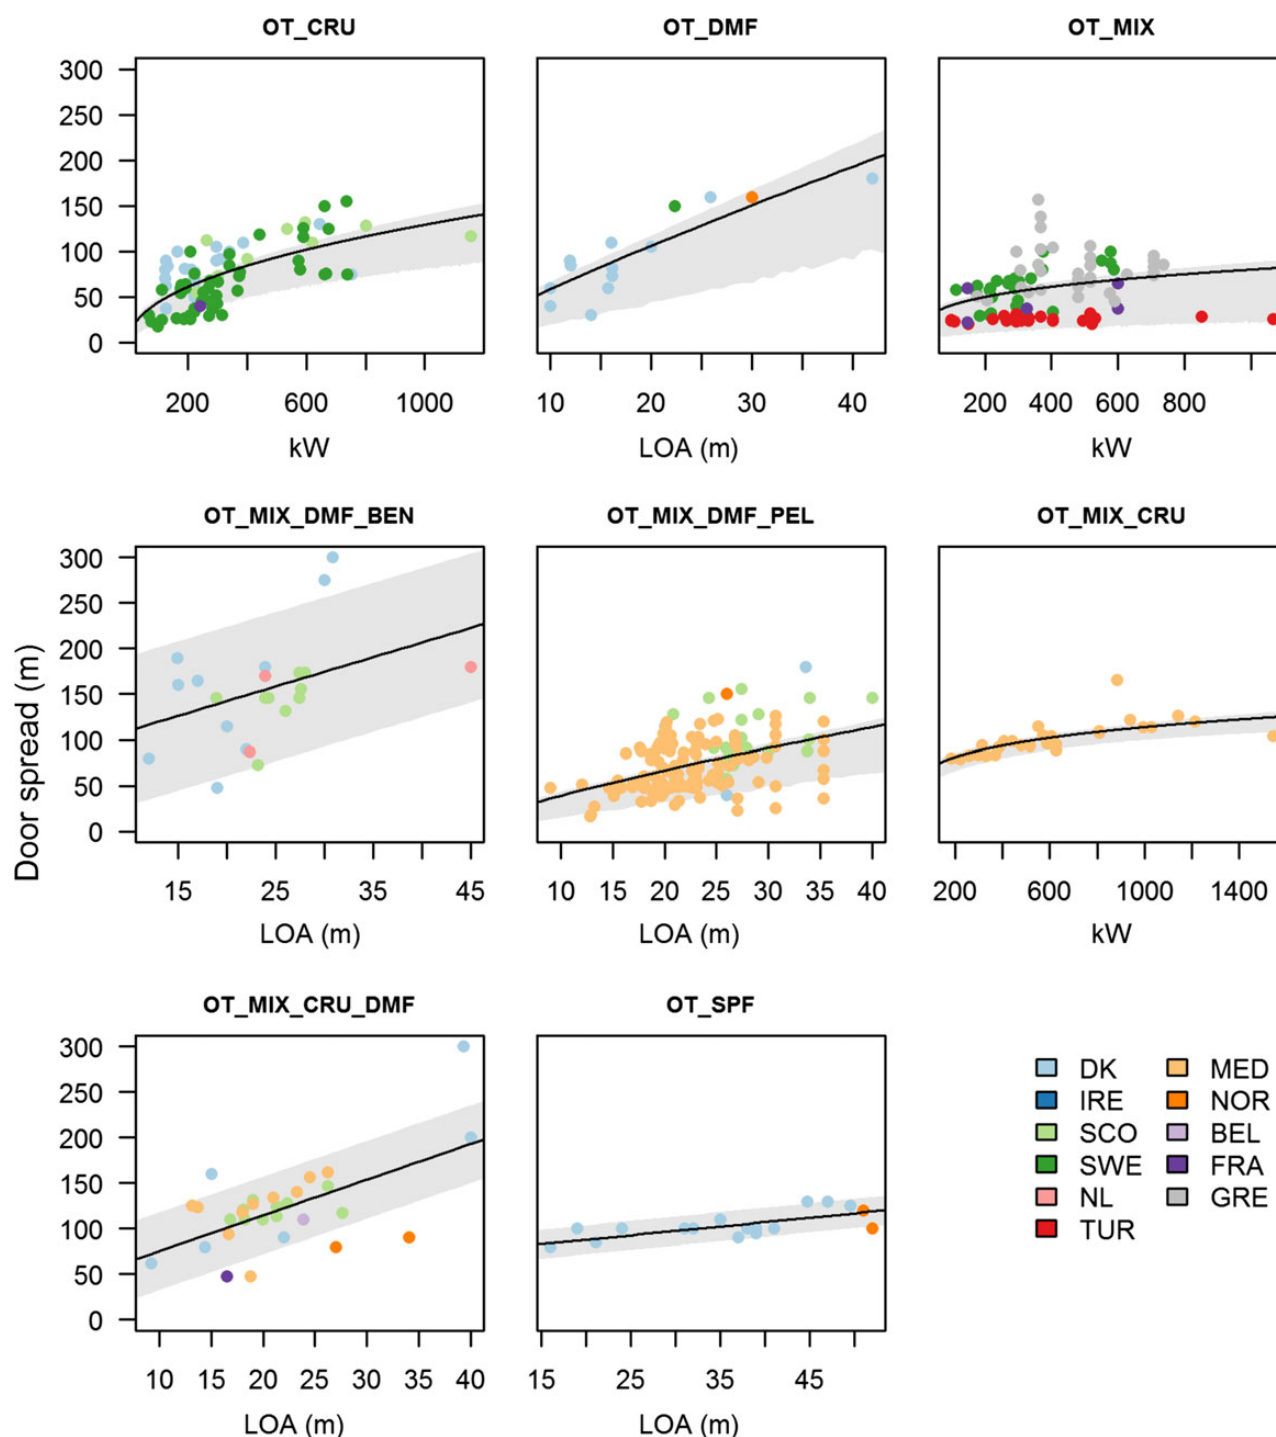 OT_CRU OT_DMF OT_MIX
300
250
200
150
100
50
0
200 600 1000 10 20 30 40 200 400 600 800
kW LOA (m) kW
OT_MIX_DMF_BEN OT_MIX_DMF_PEL OT_MIX_CRU
Door spread (m)
300
250
200
150
100
50
0
15 25 35 45 10 15 20 25 30 35 40 200 600 1000 1400
LOA (m) LOA (m) kW
OT_MIX_CRU_DMF OT_SPF
300
250
200
150
100
50
0
10 15 20 25 30 35 40 15 25 35 45
LOA (m) LOA (m)
DK MED
IRE NOR
SCO BEL
SWE FRA
NL GRE
TUR